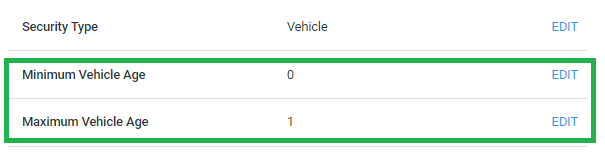 Security Type Vehicle EDIT
Minimum Vehicle Age 0 EDIT
Maximum Vehicle Age 1 EDIT